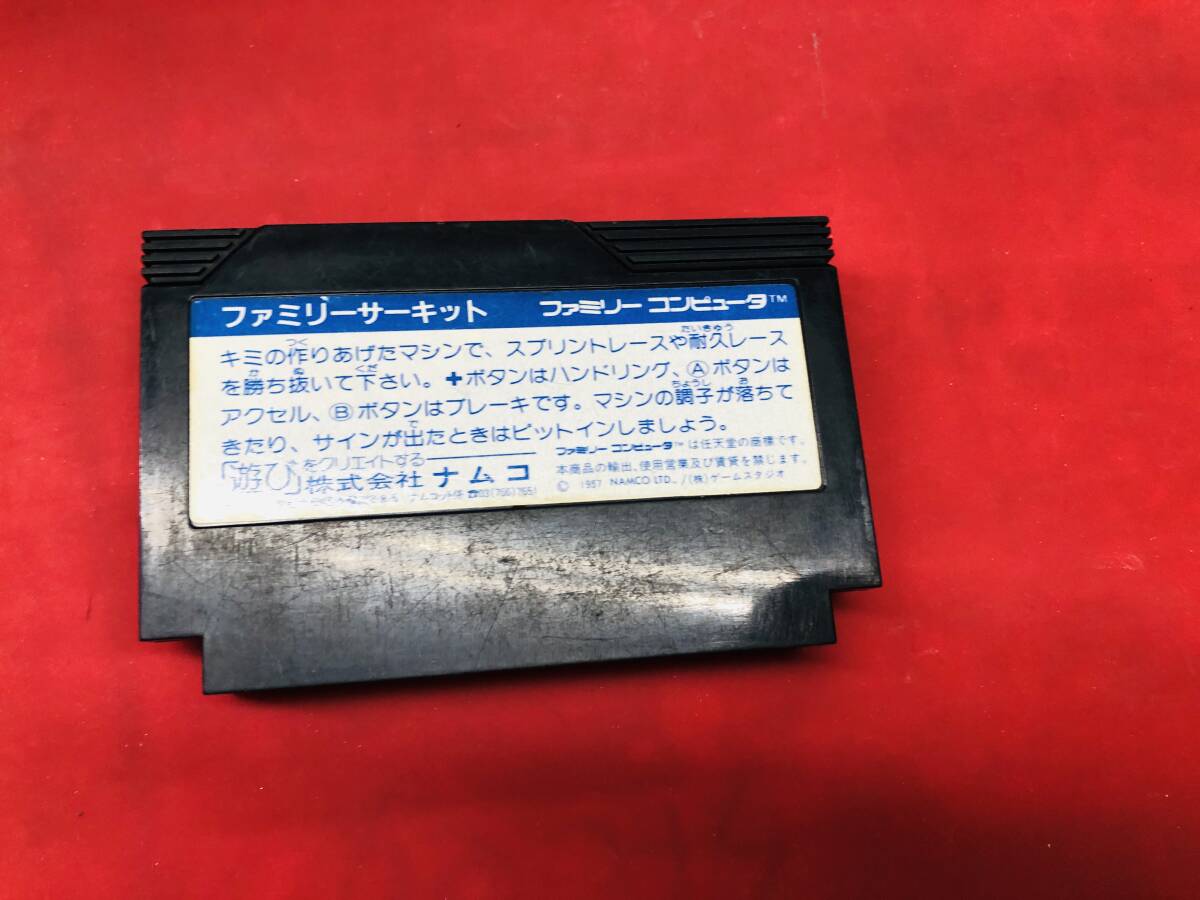 ファミリーサーキット ファミリー コンピュータ™
キミの作りあげたマシンで、スプリントレースや耐久レース
を勝ち抜いて下さい。✚ボタンはハンドリング、Ⓐボタンは
アクセル、Ⓑボタンはブレーキです。マシンの調子が落ちて
きたり、サインが出たときはピットインしましょう。
「遊び」をクリエイトする
株式会社 ナムコ
ファミリー コンピュータ™は任天堂の商標です。
本商品の輸出、使用営業及び賃貸を禁じます。
© 1987 NAMCO LTD.,/(株)ゲームスタジオ